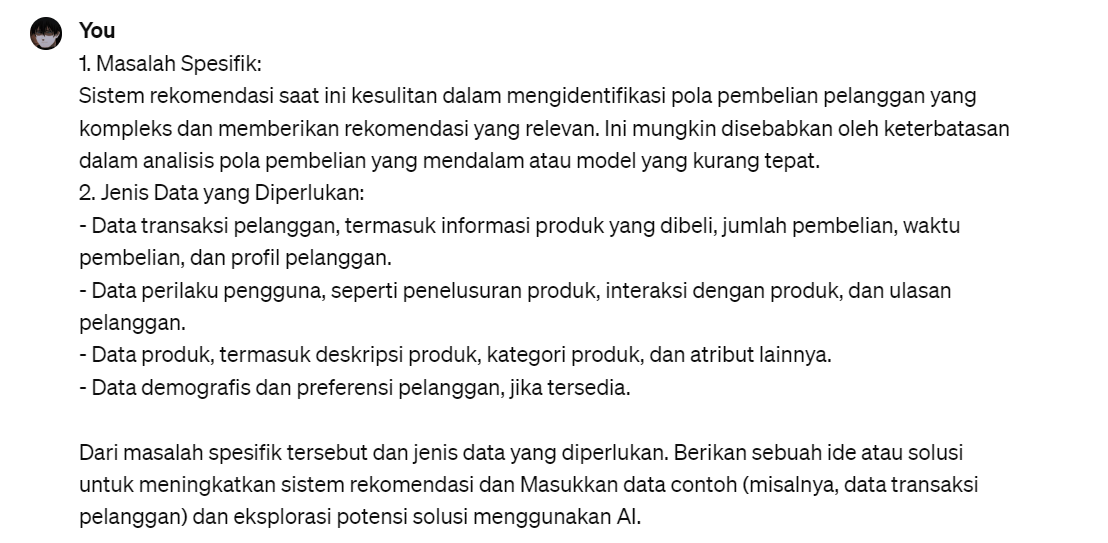 You
1. Masalah Spesifik:
Sistem rekomendasi saat ini kesulitan dalam mengidentifikasi pola pembelian pelanggan yang
kompleks dan memberikan rekomendasi yang relevan. Ini mungkin disebabkan oleh keterbatasan
dalam analisis pola pembelian yang mendalam atau model yang kurang tepat.
2. Jenis Data yang Diperlukan:
- Data transaksi pelanggan, termasuk informasi produk yang dibeli, jumlah pembelian, waktu
pembelian, dan profil pelanggan.
- Data perilaku pengguna, seperti penelusuran produk, interaksi dengan produk, dan ulasan
pelanggan.
- Data produk, termasuk deskripsi produk, kategori produk, dan atribut lainnya.
- Data demografis dan preferensi pelanggan, jika tersedia.
Dari masalah spesifik tersebut dan jenis data yang diperlukan. Berikan sebuah ide atau solusi
untuk meningkatkan sistem rekomendasi dan Masukkan data contoh (misalnya, data transaksi
pelanggan) dan eksplorasi potensi solusi menggunakan AI.